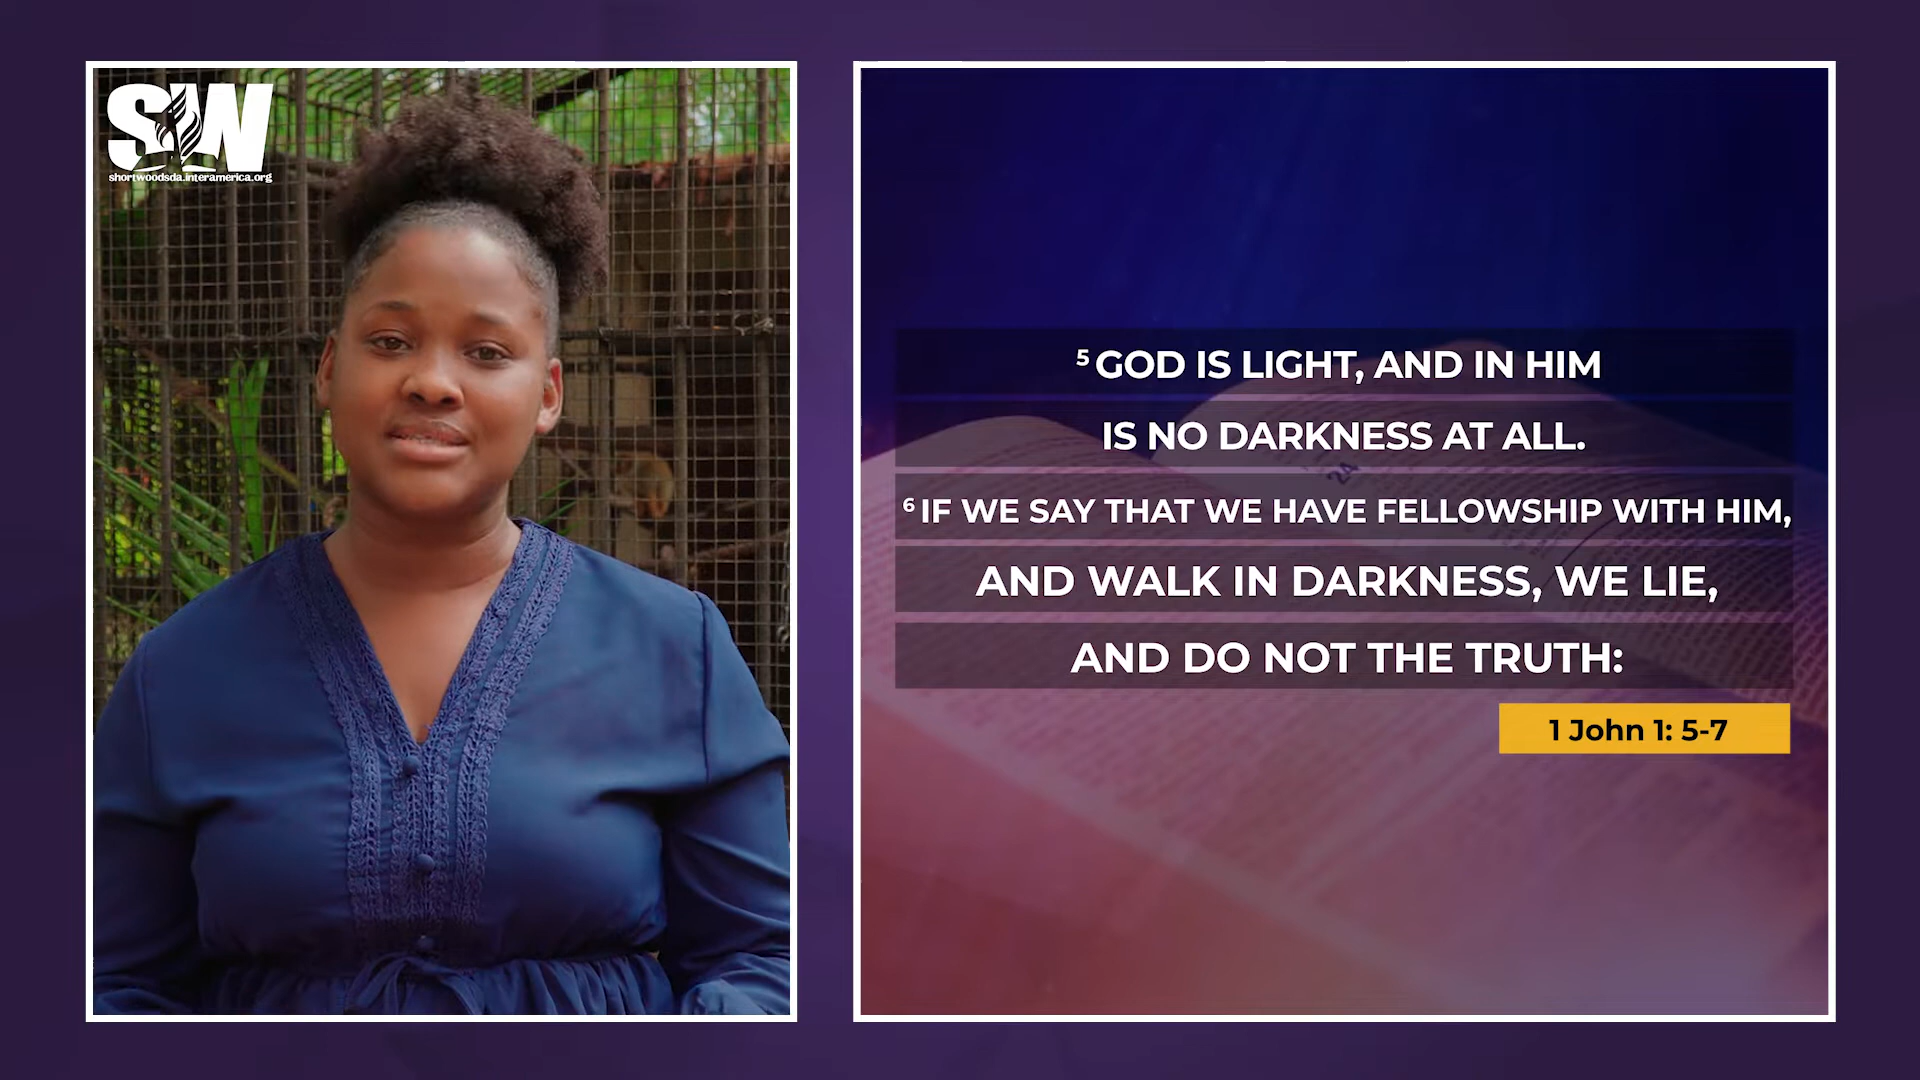 SW
shortwoodsda.interamerica.org
⁵ GOD IS LIGHT, AND IN HIM
IS NO DARKNESS AT ALL.
24
⁶ IF WE SAY THAT WE HAVE FELLOWSHIP WITH HIM,
AND WALK IN DARKNESS, WE LIE,
AND DO NOT THE TRUTH:
1 John 1: 5-7